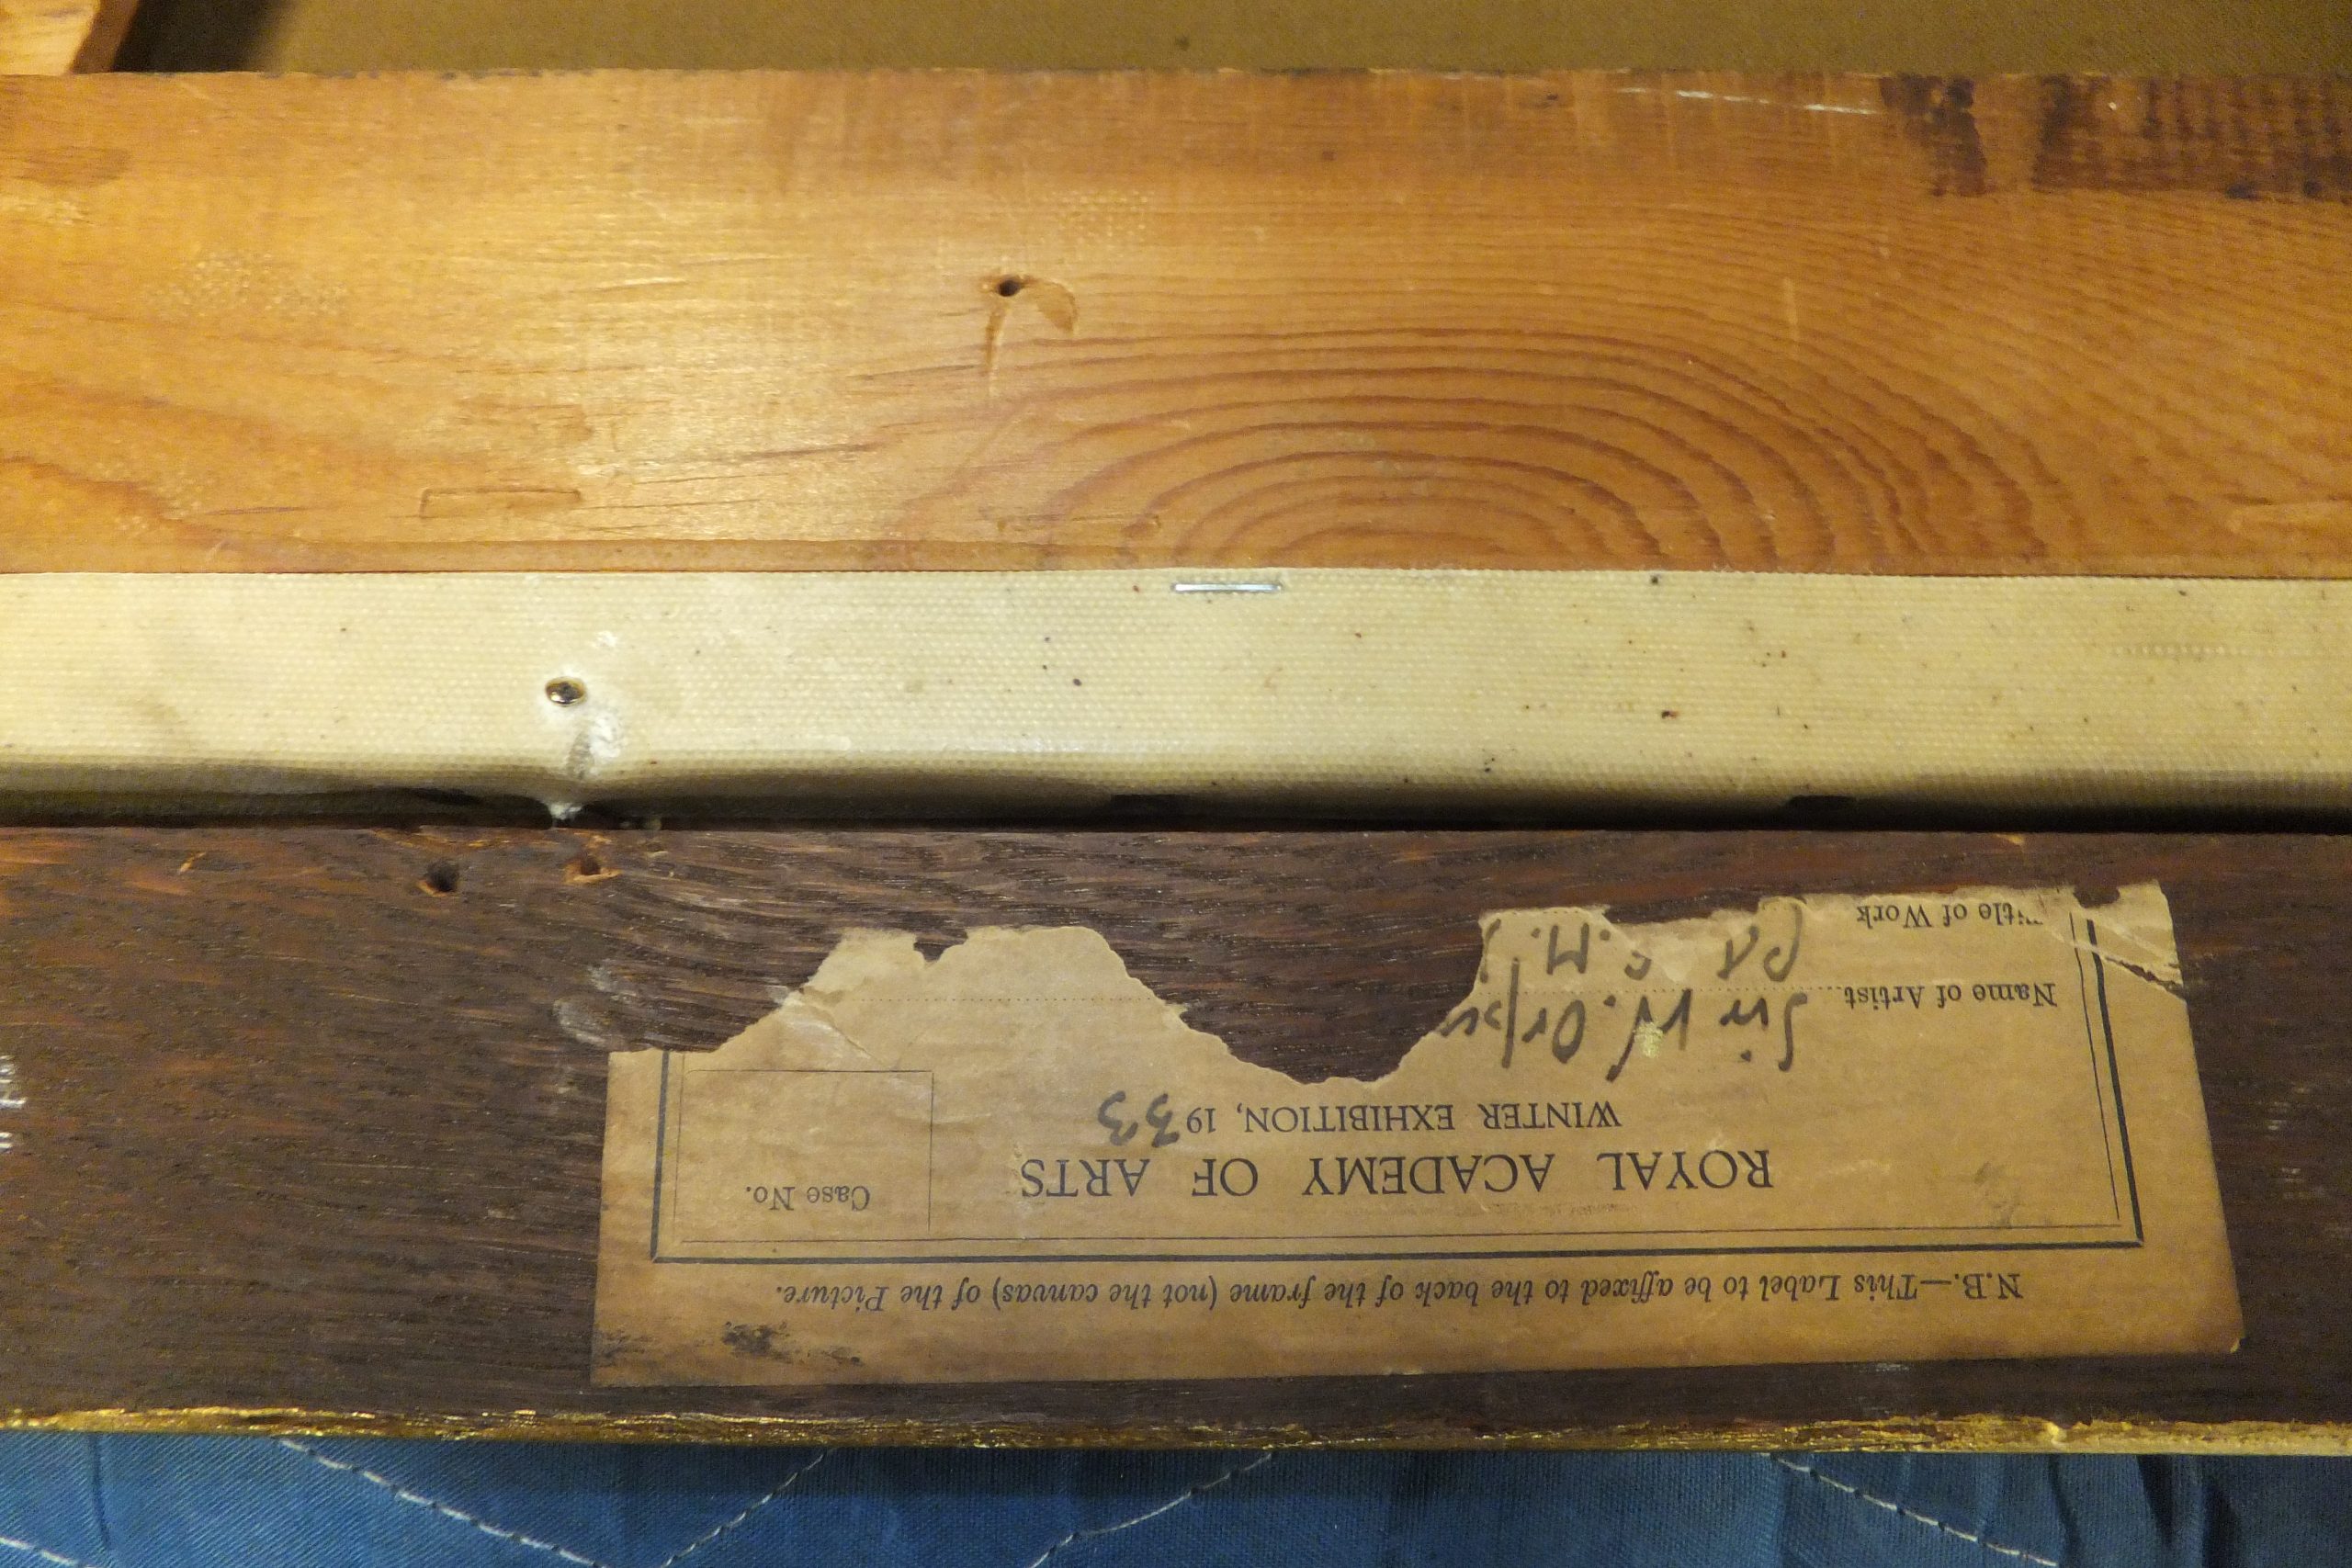 N.B.—This Label to be affixed to the back of the frame (not the canvas) of the Picture.
Case No.
ROYAL ACADEMY OF ARTS
WINTER EXHIBITION, 1933
Name of Artist Sir W. Orpen
Title of Work